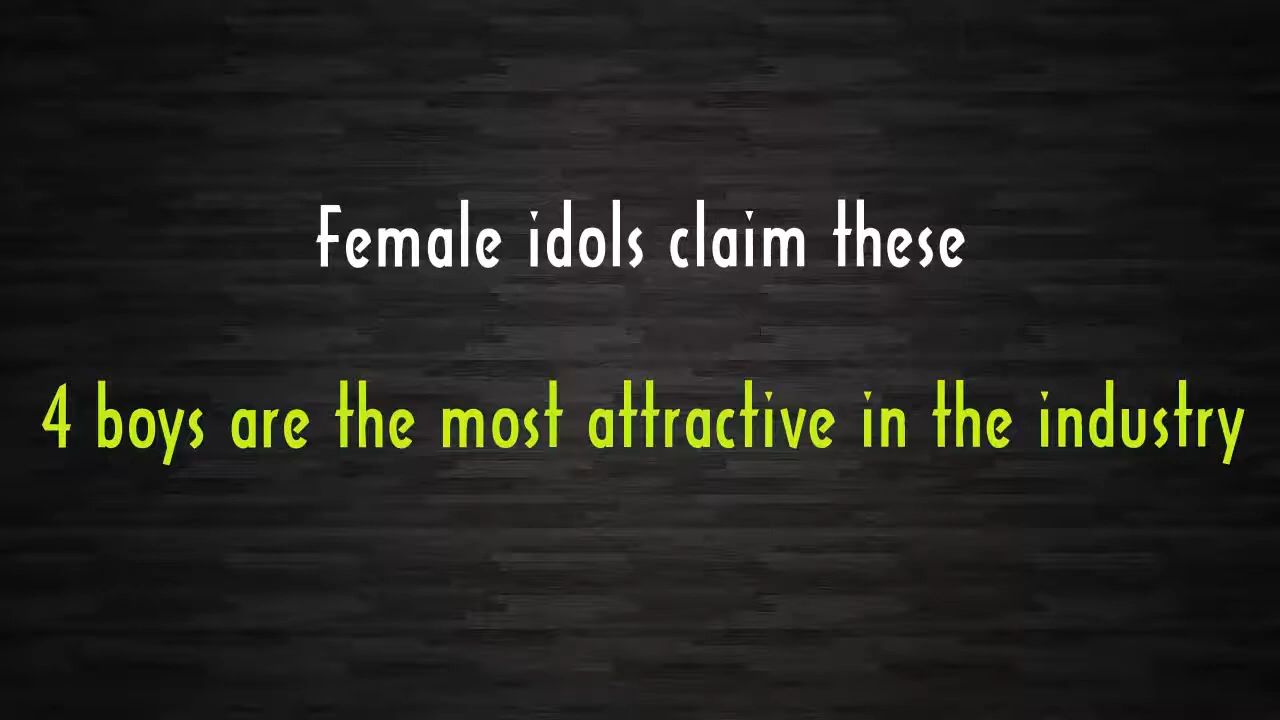 Female idols claim these
4 boys are the most attractive in the industry